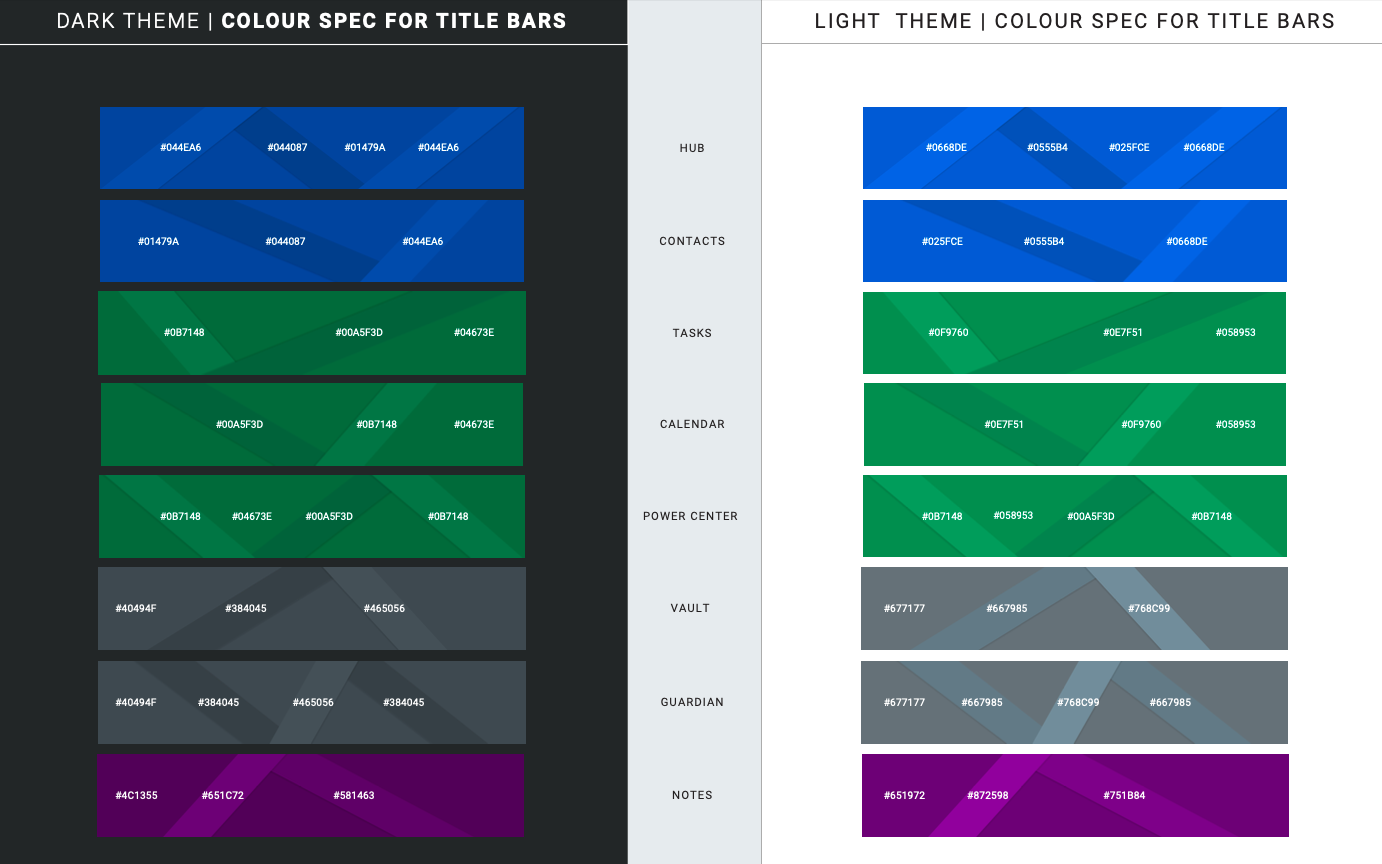 DARK THEME | COLOUR SPEC FOR TITLE BARS
LIGHT THEME | COLOUR SPEC FOR TITLE BARS
#044EA6 #044087 #01479A #044EA6
HUB
#0668DE #0555B4 #025FCE #0668DE
#01479A #044087 #044EA6
CONTACTS
#025FCE #0555B4 #0668DE
#0B7148 #00A5F3D #04673E
TASKS
#0F9760 #0E7F51 #058953
#00A5F3D #0B7148 #04673E
CALENDAR
#0E7F51 #0F9760 #058953
#0B7148 #04673E #00A5F3D #0B7148
POWER CENTER
#0B7148 #058953 #00A5F3D #0B7148
#40494F #384045 #465056
VAULT
#677177 #667985 #768C99
#40494F #384045 #465056 #384045
GUARDIAN
#677177 #667985 #768C99 #667985
#4C1355 #651C72 #581463
NOTES
#651972 #872598 #751B84